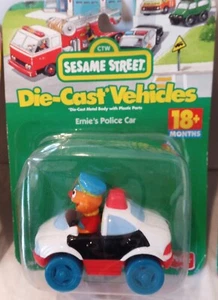 CTW
SESAME STREET
Die-Cast Vehicles
Die-Cast Metal Body with Plastic Parts
Ernie's Police Car
18+
MONTHS